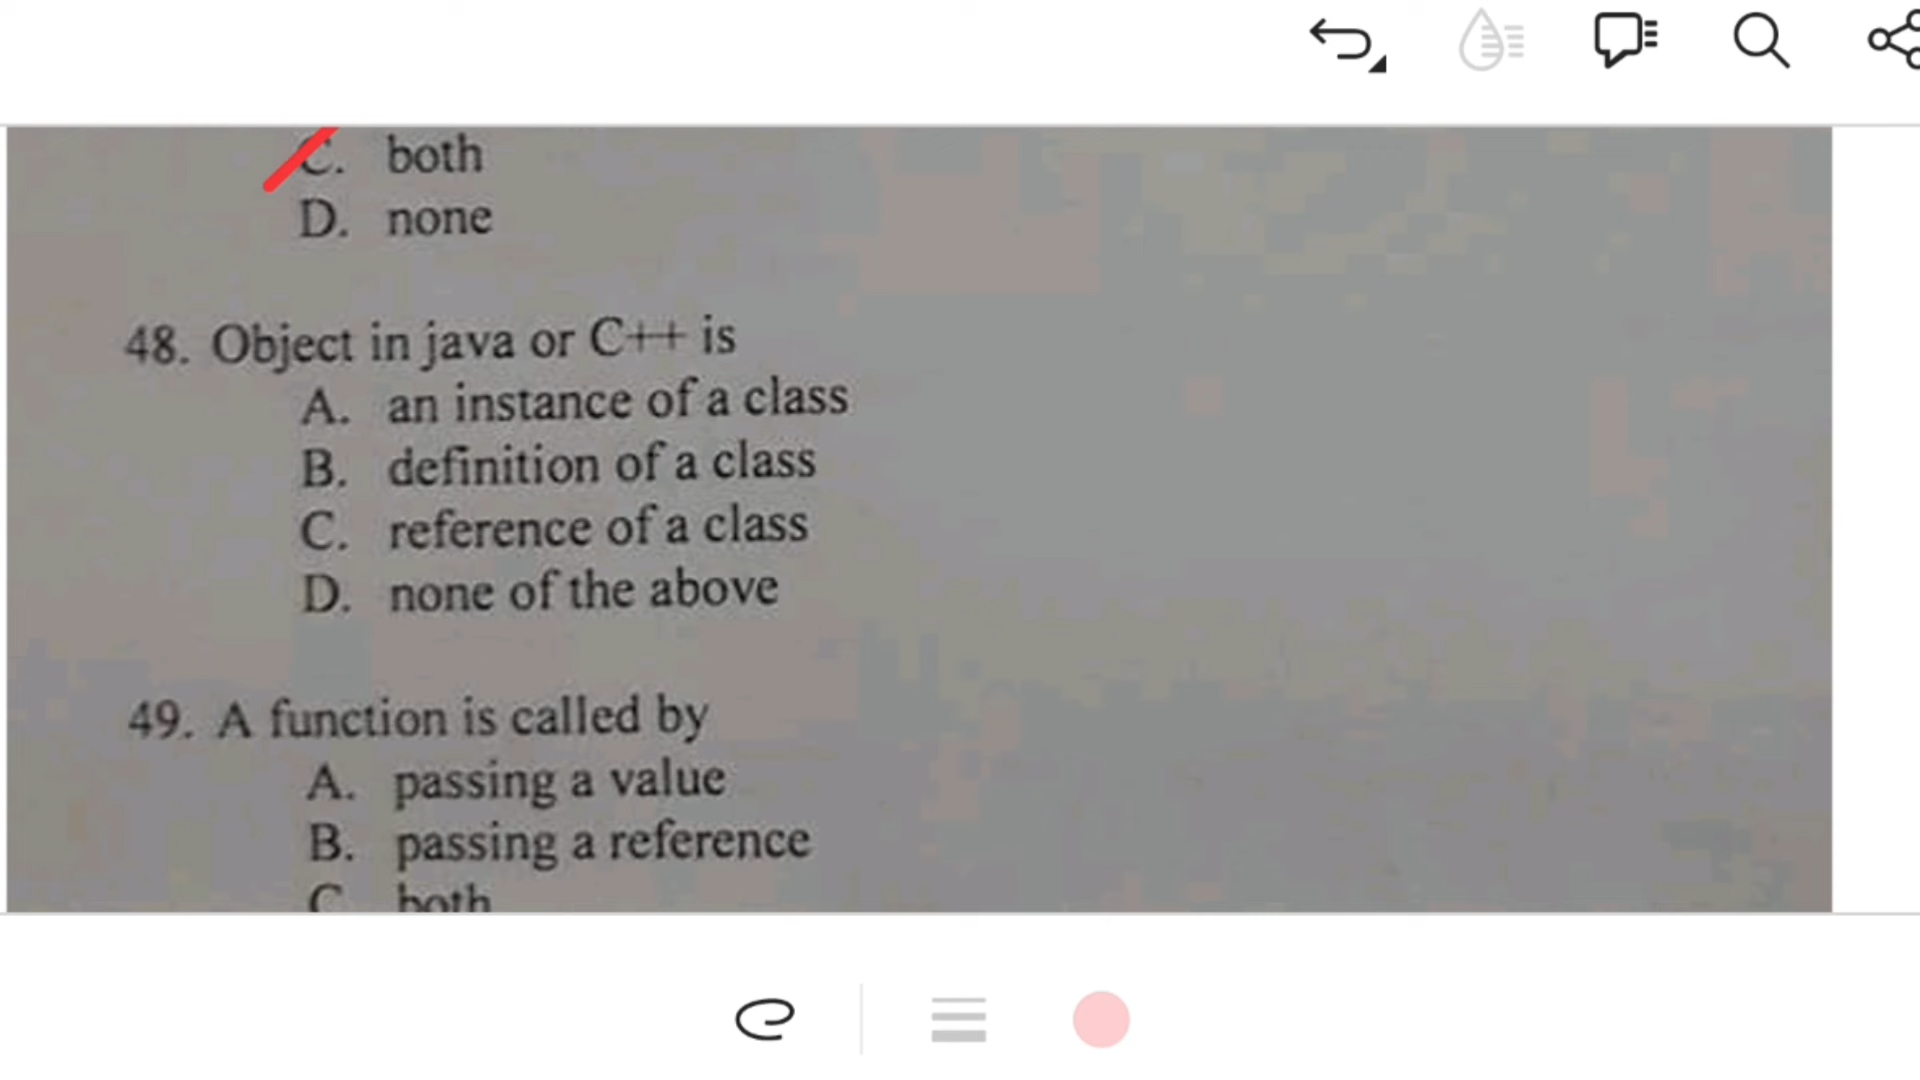 C. both
D. none
48. Object in java or C++ is
A. an instance of a class
B. definition of a class
C. reference of a class
D. none of the above
49. A function is called by
A. passing a value
B. passing a reference
C both